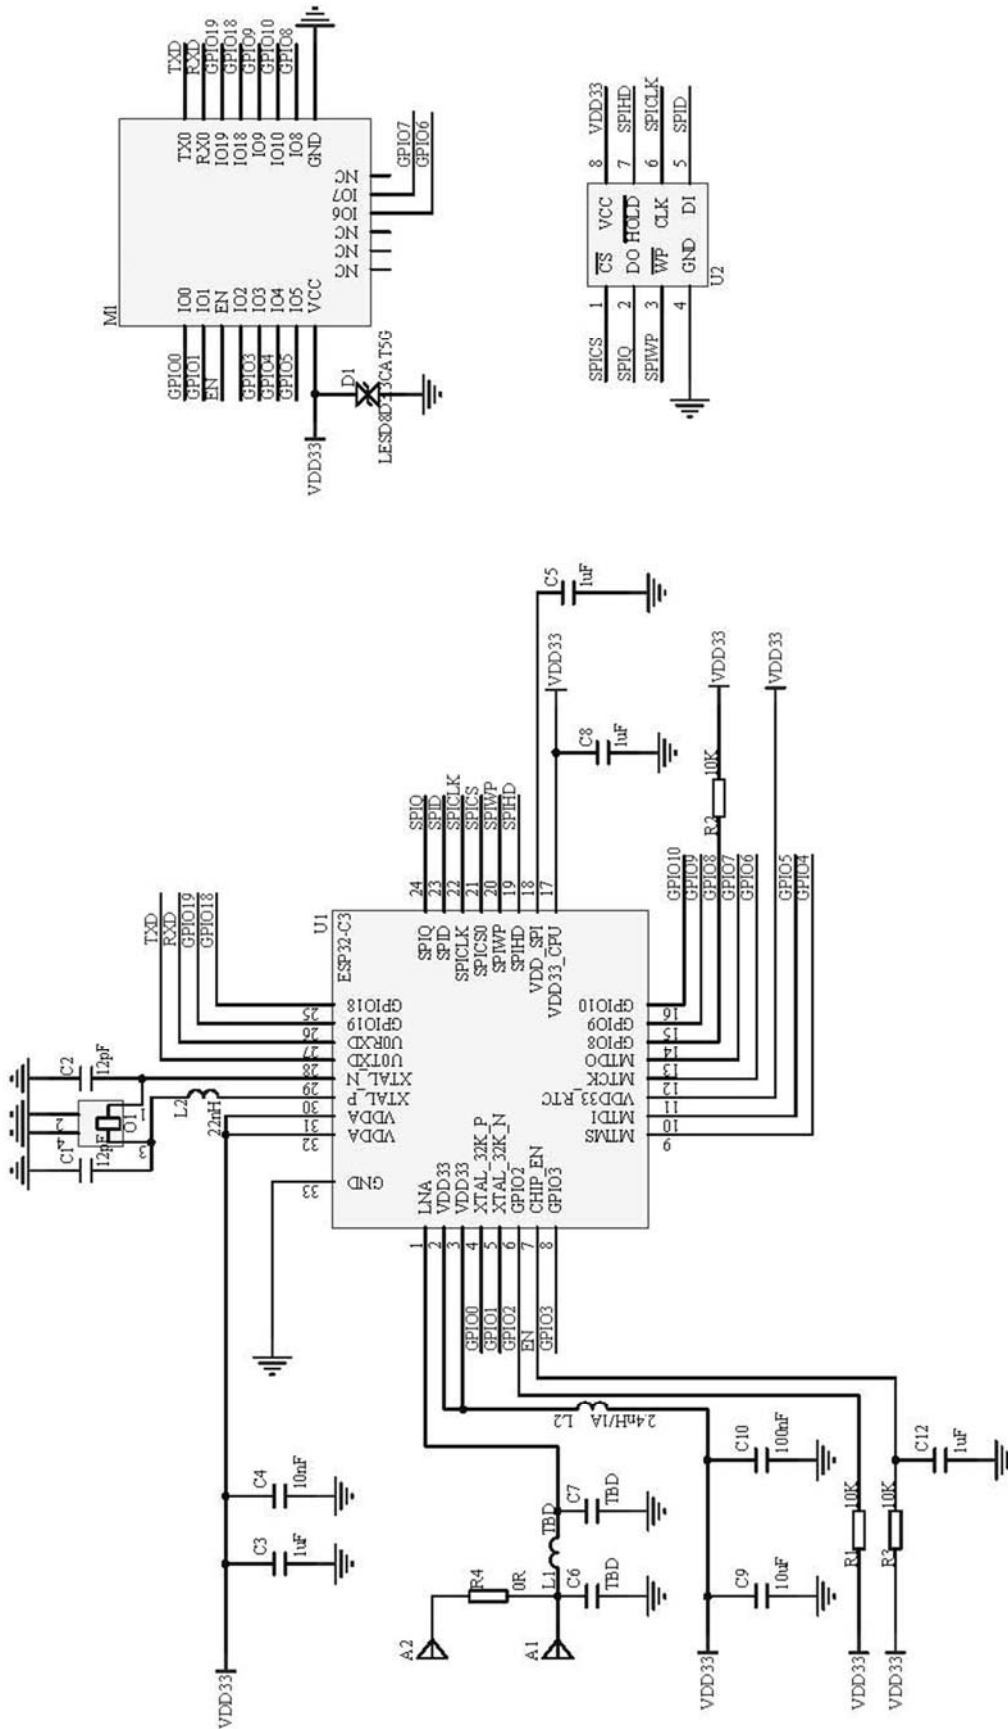 M1
TX0
RX0
IO19
IO18
IO9
IO10
IO8
GND
IO0
IO1
EN
IO2
IO3
IO4
IO5
VCC
NC
IO7
IO6
NC
NC
NC
TXD
RXD
GPIO19
GPIO18
GPIO9
GPIO10
GPIO8
GPIO7
GPIO6
GPIO0
GPIO1
EN
GPIO3
GPIO4
GPIO5
VDD33
D1
LESD8D3.3CAT5G
U2
CS
DO
WP
GND
VCC
HOLD
CLK
DI
1
2
3
4
8
7
6
5
SPICS
SPIQ
SPIWP
VDD33
SPIHD
SPICLK
SPID
U1
ESP32-C3
SPIQ
SPID
SPICLK
SPICS0
SPIWP
SPIHD
VDD_SPI
VDD33_CPU
24
23
22
21
20
19
18
17
SPIQ
SPID
SPICLK
SPICS
SPIWP
SPIHD
C5
1uF
VDD33
C8
1uF
TXD
RXD
GPIO19
GPIO18
GPIO18
GPIO19
U0RXD
U0TXD
XTAL_N
XTAL_P
VDDA
VDDA
GND
25
26
27
28
29
30
31
32
33
C2
12pF
C1
12pF
O1
1
2
3
4
L2
22nH
GPIO10
GPIO9
GPIO8
MTDO
MTCK
VDD33_RTC
MTDI
MTMS
16
15
14
13
12
11
10
9
GPIO10
GPIO9
GPIO8
GPIO7
GPIO6
GPIO5
GPIO4
R2
10K
VDD33
VDD33
LNA
VDD33
VDD33
XTAL_32K_P
XTAL_32K_N
GPIO2
CHIP_EN
GPIO3
1
2
3
4
5
6
7
8
GPIO0
GPIO1
GPIO2
EN
GPIO3
VDD33
C3
1uF
C4
10nF
A2
A1
R4
0R
L1
TBD
C6
TBD
C7
TBD
L2
2.4nH/1A
VDD33
C9
10uF
C10
100nF
VDD33
R1
10K
VDD33
R3
10K
C12
1uF